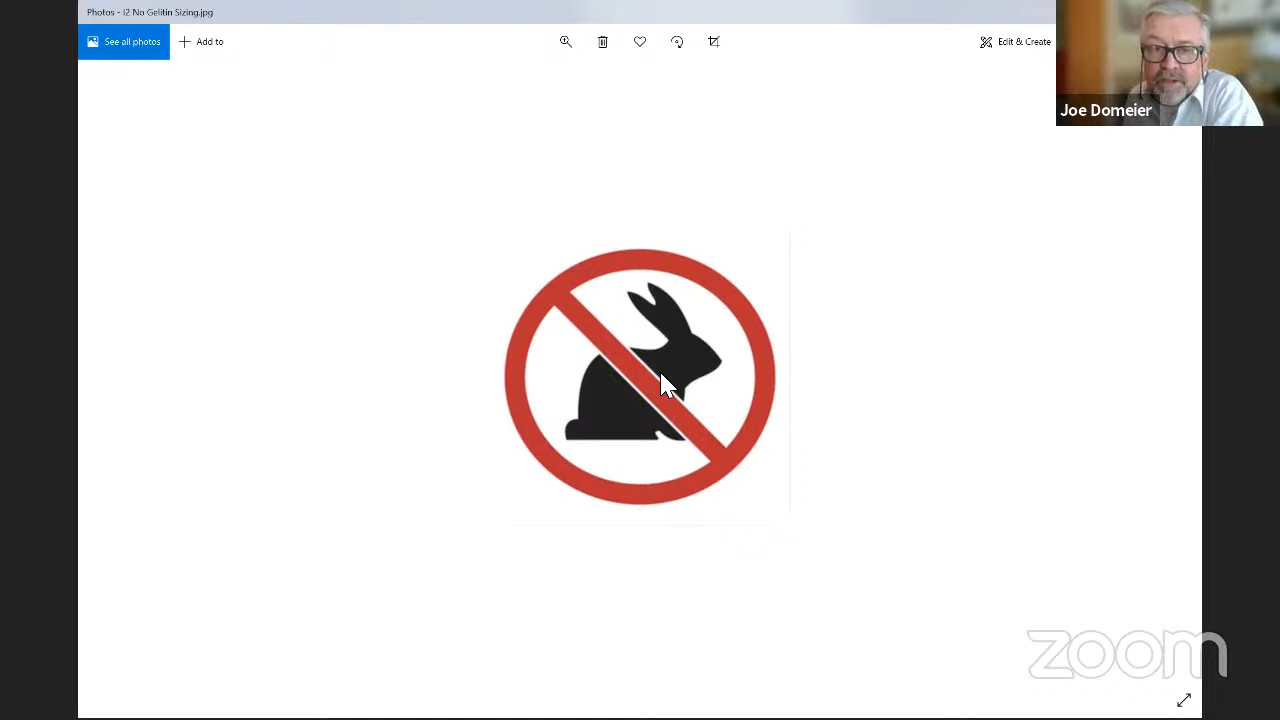 Photos - I2 No Gelitin Sizing.jpg
See all photos
Add to
Edit & Create
Joe Domeier
zoom